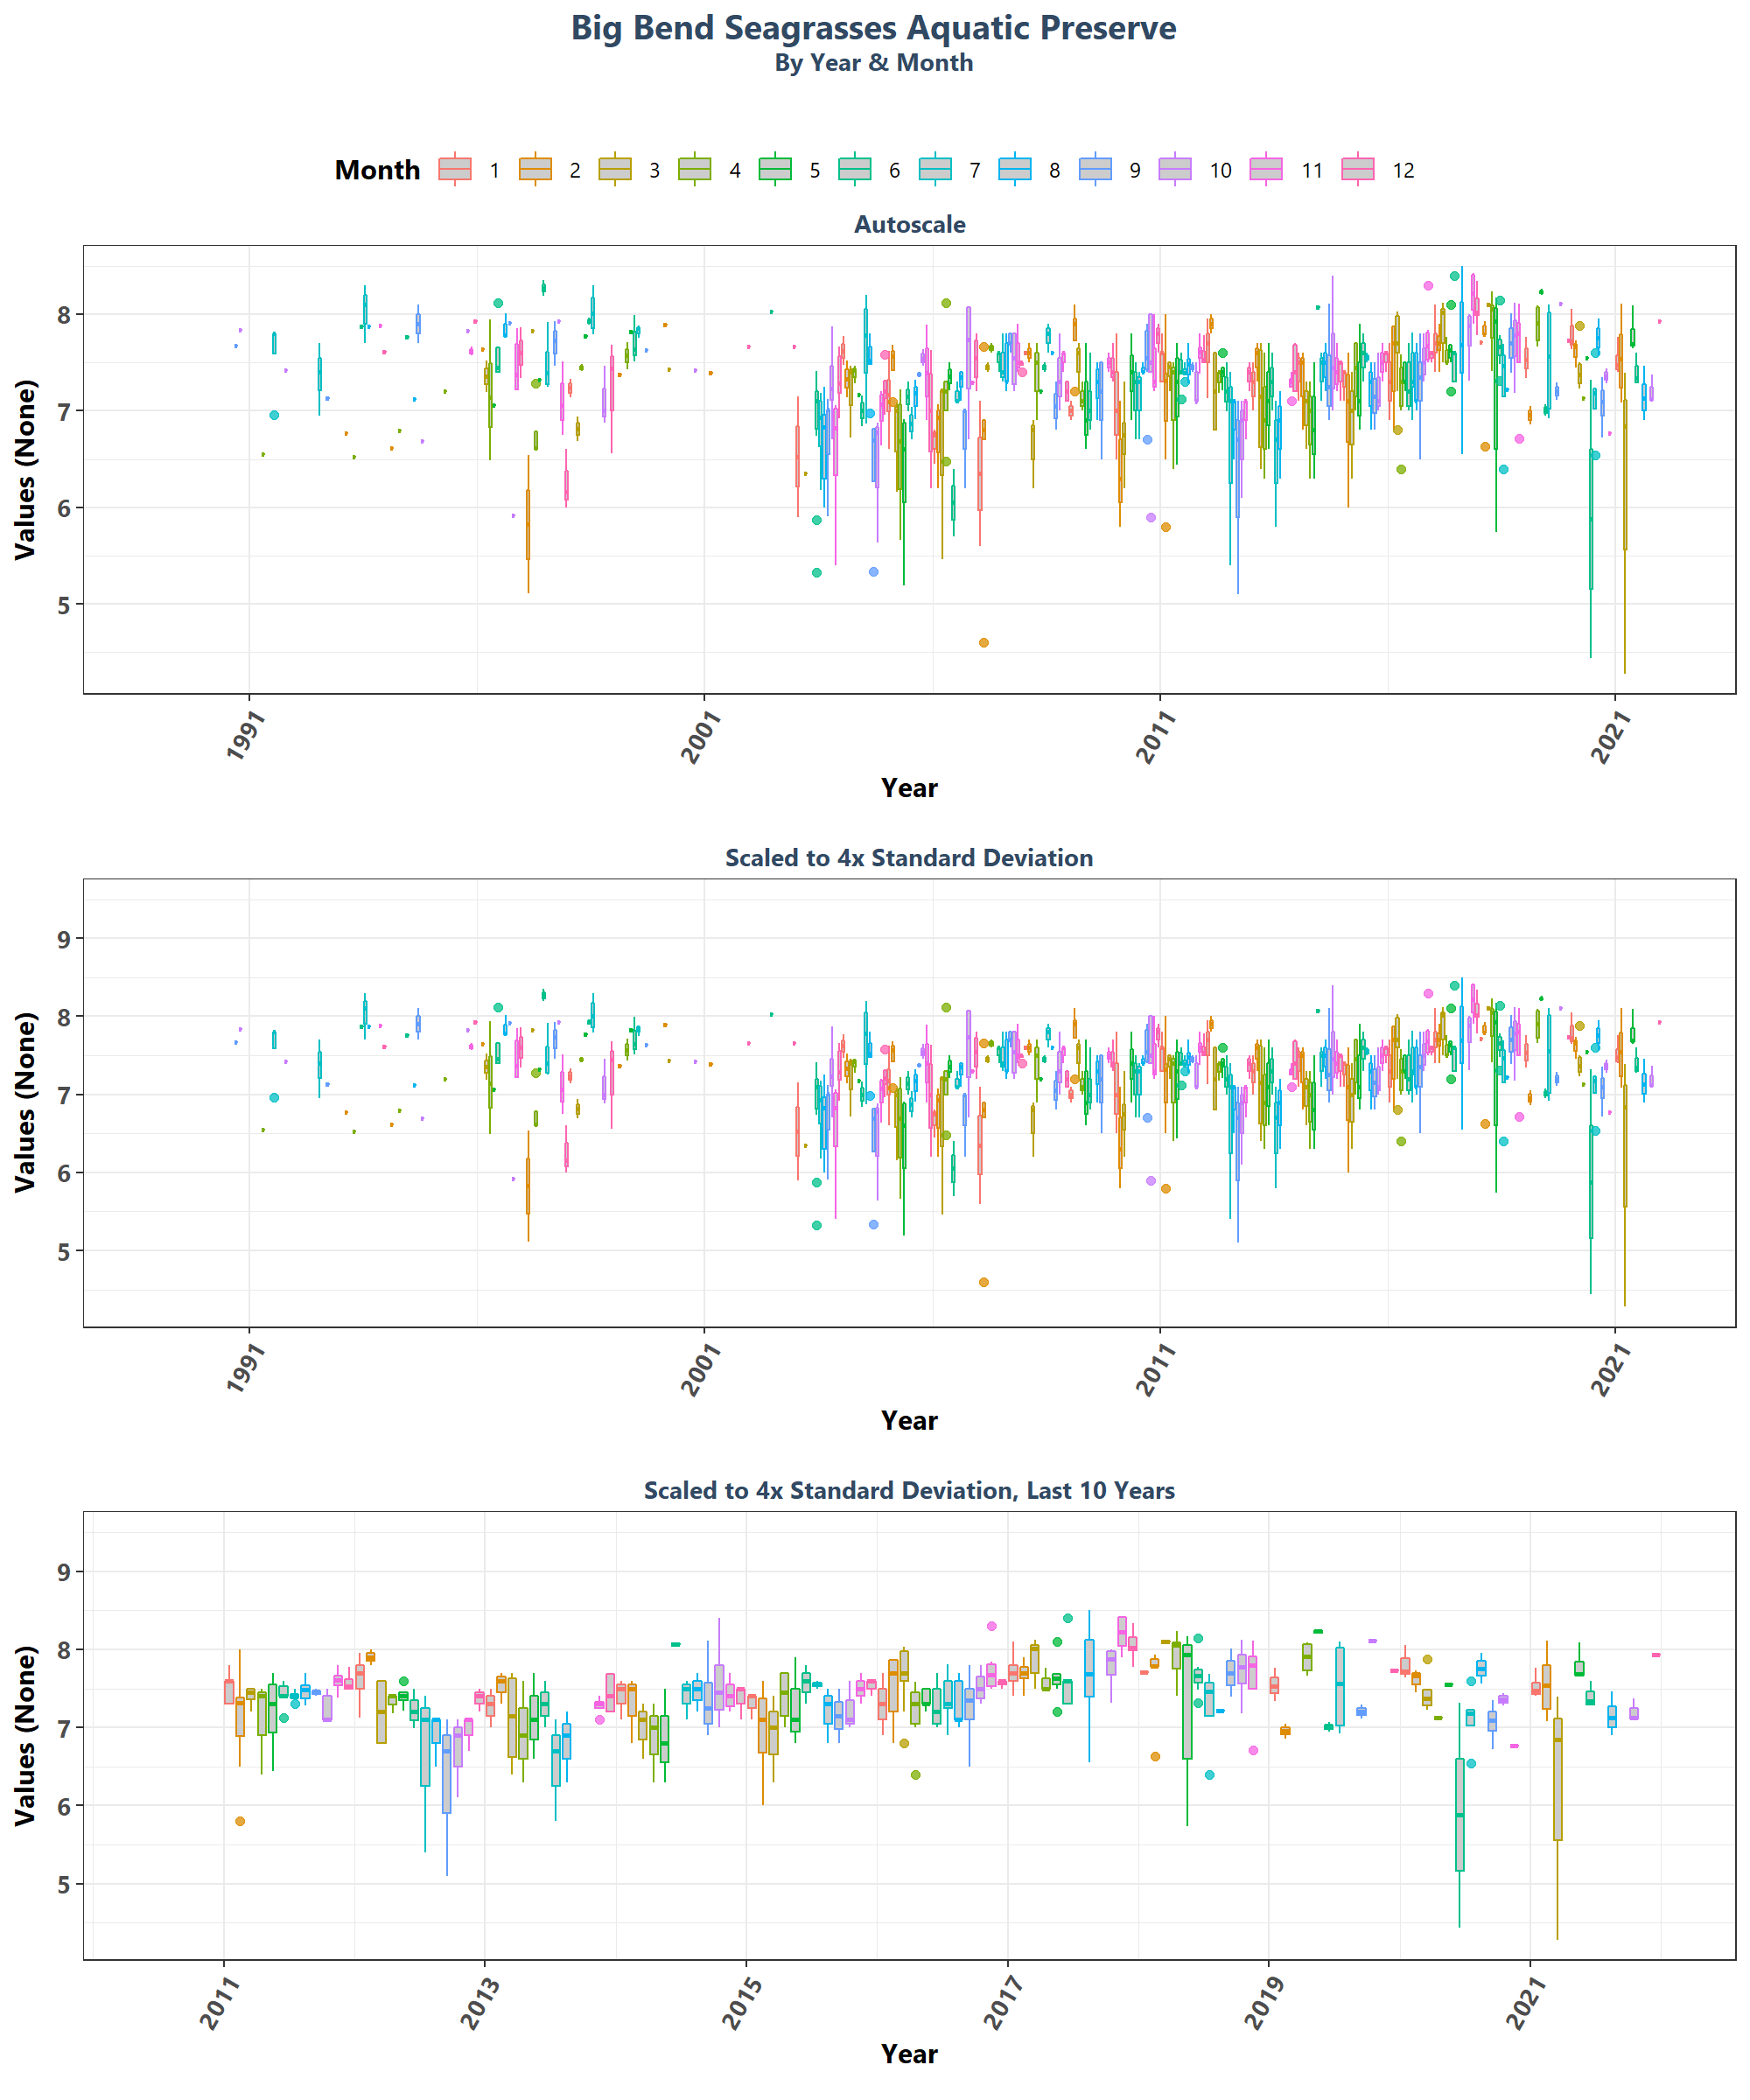 Big Bend Seagrasses Aquatic Preserve
By Year & Month
Month 1 2 3 4 5 6 7 8 9 10 11 12
Autoscale
Values (None)
8
7
6
5
1991 2001 2011 2021
Year
Scaled to 4x Standard Deviation
Values (None)
9
8
7
6
5
1991 2001 2011 2021
Year
Scaled to 4x Standard Deviation, Last 10 Years
Values (None)
9
8
7
6
5
2011 2013 2015 2017 2019 2021
Year